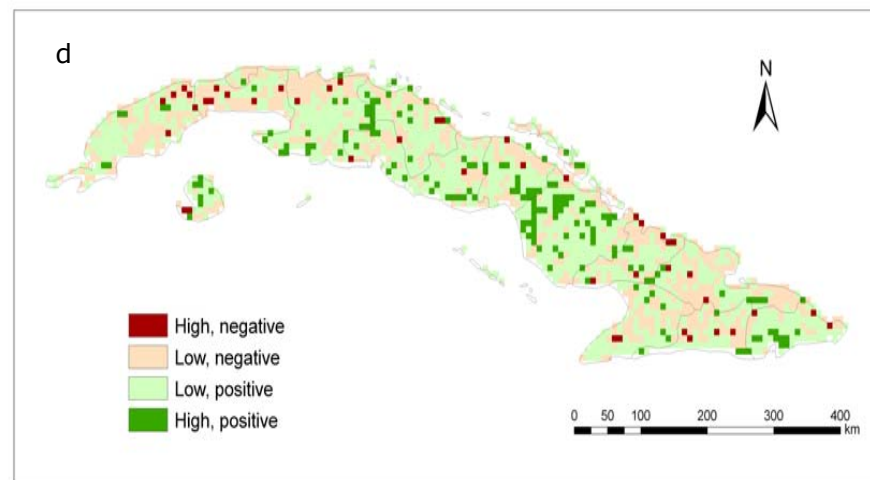 d
N
High, negative
Low, negative
Low, positive
High, positive
0 50 100 200 300 400
km